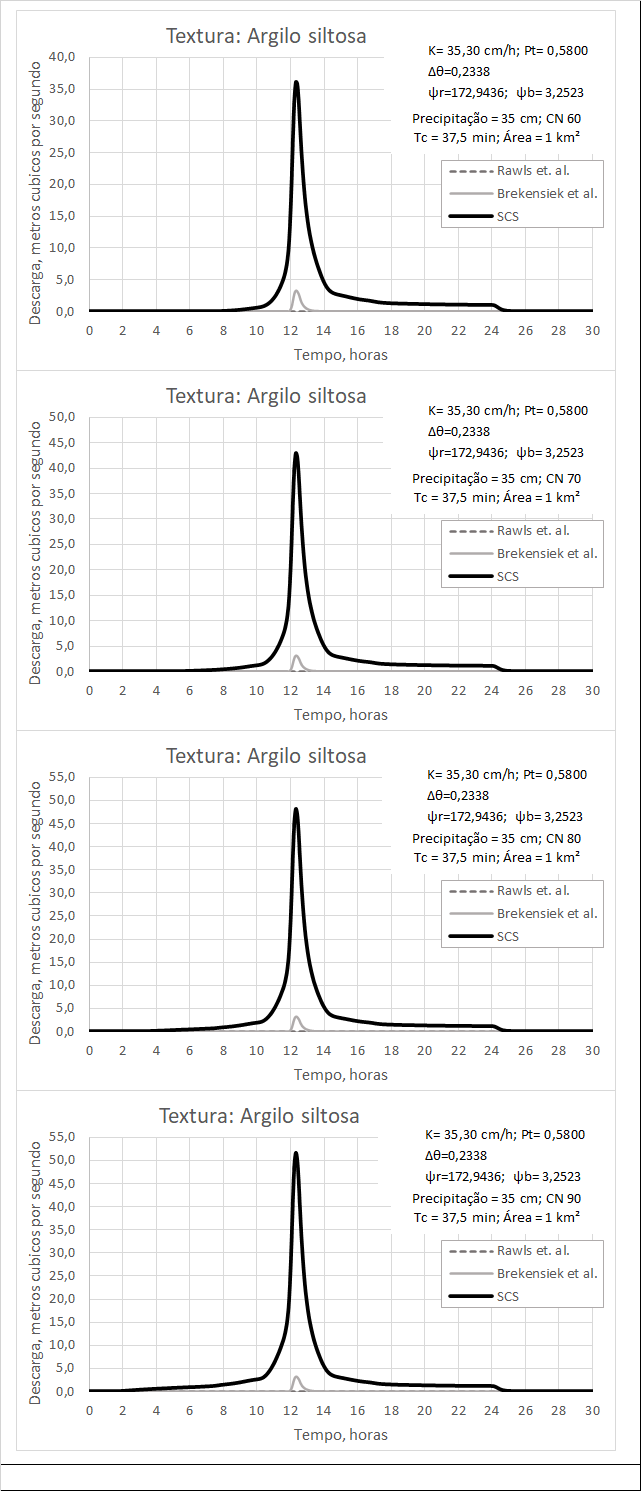 Textura: Argilo siltosa
K= 35,30 cm/h; Pt= 0,5800
Δθ=0,2338
ψr=172,9436; ψb= 3,2523
Precipitação = 35 cm; CN 60
Tc = 37,5 min; Área = 1 km²
Rawls et. al.
Brekensiek et al.
SCS
Descarga, metros cubicos por segundo
40,0
35,0
30,0
25,0
20,0
15,0
10,0
5,0
0,0
0 2 4 6 8 10 12 14 16 18 20 22 24 26 28 30
Tempo, horas
Textura: Argilo siltosa
K= 35,30 cm/h; Pt= 0,5800
Δθ=0,2338
ψr=172,9436; ψb= 3,2523
Precipitação = 35 cm; CN 70
Tc = 37,5 min; Área = 1 km²
Rawls et. al.
Brekensiek et al.
SCS
Descarga, metros cubicos por segundo
50,0
45,0
40,0
35,0
30,0
25,0
20,0
15,0
10,0
5,0
0,0
0 2 4 6 8 10 12 14 16 18 20 22 24 26 28 30
Tempo, horas
Textura: Argilo siltosa
K= 35,30 cm/h; Pt= 0,5800
Δθ=0,2338
ψr=172,9436; ψb= 3,2523
Precipitação = 35 cm; CN 80
Tc = 37,5 min; Área = 1 km²
Rawls et. al.
Brekensiek et al.
SCS
Descarga, metros cubicos por segundo
55,0
50,0
45,0
40,0
35,0
30,0
25,0
20,0
15,0
10,0
5,0
0,0
0 2 4 6 8 10 12 14 16 18 20 22 24 26 28 30
Tempo, horas
Textura: Argilo siltosa
K= 35,30 cm/h; Pt= 0,5800
Δθ=0,2338
ψr=172,9436; ψb= 3,2523
Precipitação = 35 cm; CN 90
Tc = 37,5 min; Área = 1 km²
Rawls et. al.
Brekensiek et al.
SCS
Descarga, metros cubicos por segundo
55,0
50,0
45,0
40,0
35,0
30,0
25,0
20,0
15,0
10,0
5,0
0,0
0 2 4 6 8 10 12 14 16 18 20 22 24 26 28 30
Tempo, horas